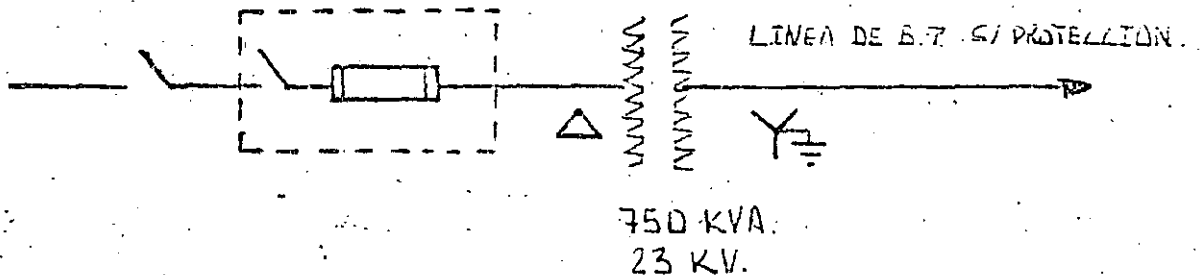 LINEA DE B.T. S/ PROTECCION.
750 KVA.
23 KV.